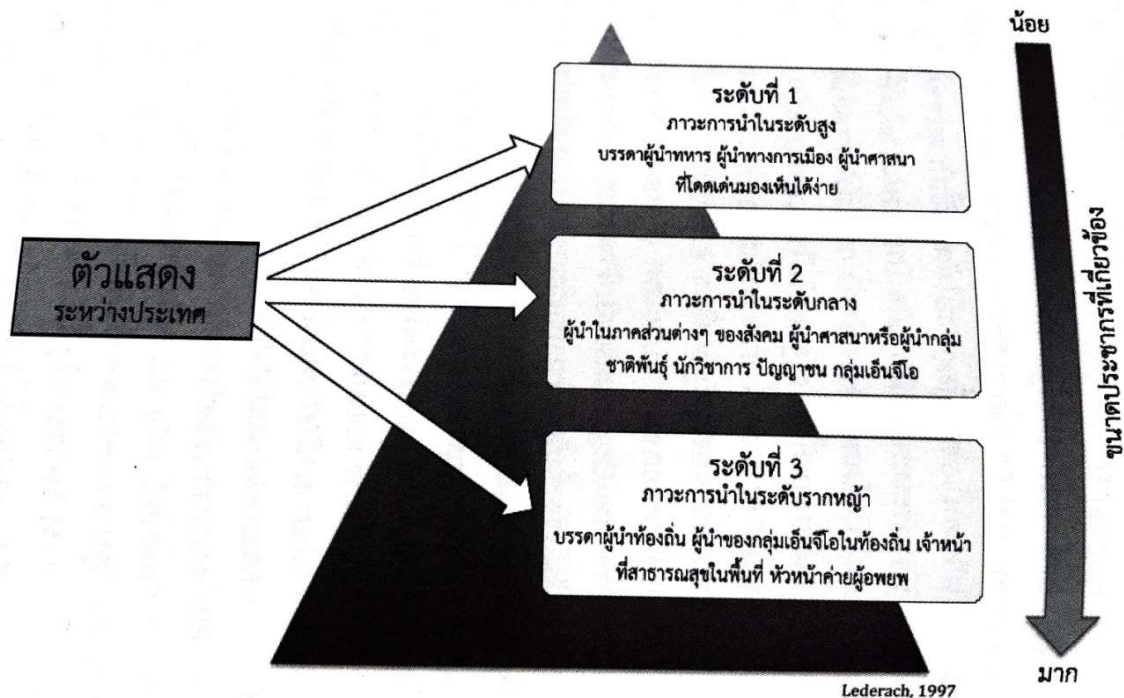 น้อย
ระดับที่ 1
ภาวะการนำในระดับสูง
บรรดาผู้นำทหาร ผู้นำทางการเมือง ผู้นำศาสนา
ที่โดดเด่นมองเห็นได้ง่าย
ตัวแสดง
ระหว่างประเทศ
ระดับที่ 2
ภาวะการนำในระดับกลาง
ผู้นำในภาคส่วนต่างๆ ของสังคม ผู้นำศาสนาหรือผู้นำกลุ่ม
ชาติพันธุ์ นักวิชาการ ปัญญาชน กลุ่มเอ็นจีโอ
ขนาดประชากรที่เกี่ยวข้อง
ระดับที่ 3
ภาวะการนำในระดับรากหญ้า
บรรดาผู้นำท้องถิ่น ผู้นำของกลุ่มเอ็นจีโอในท้องถิ่น เจ้าหน้า
ที่สาธารณสุขในพื้นที่ หัวหน้าค่ายผู้อพยพ
มาก
Lederach, 1997